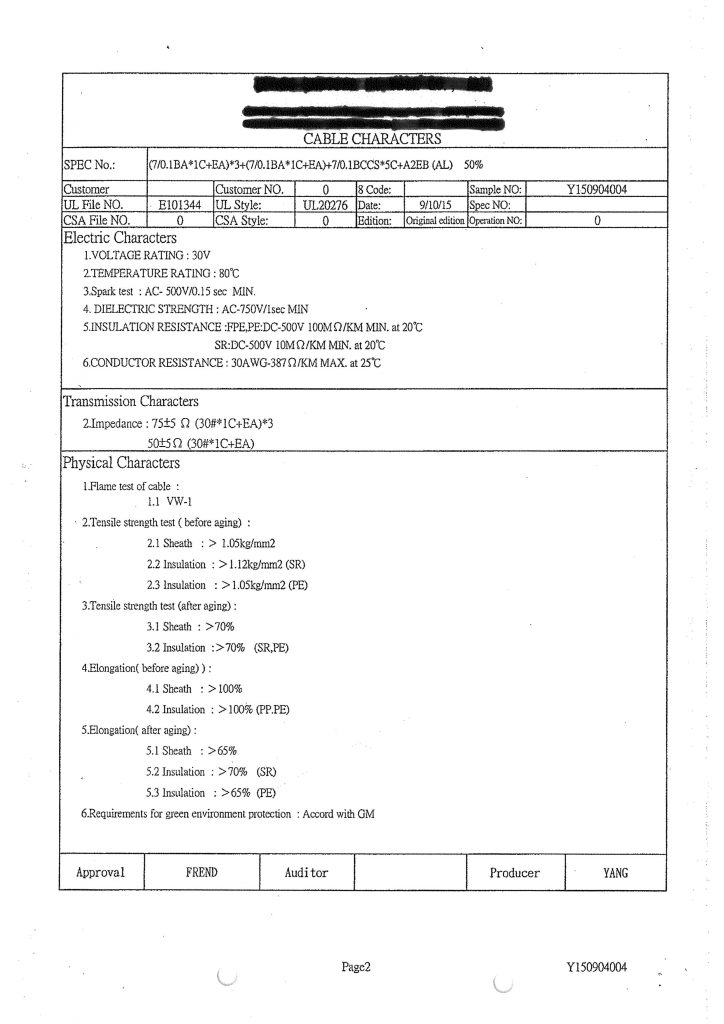 CABLE CHARACTERS
SPEC No.: (7/0.1BA*1C+EA)*3+(7/0.1BA*1C+EA)+7/0.1BCCS*5C+A2EB (AL) 50%
Customer Customer NO. 0 8 Code: Sample NO: Y150904004
UL File NO. E101344 UL Style: UL20276 Date: 9/10/15 Spec NO:
CSA File NO. 0 CSA Style: 0 Edition: Original edition Operation NO: 0
Electric Characters
1.VOLTAGE RATING : 30V
2.TEMPERATURE RATING : 80℃
3.Spark test : AC- 500V/0.15 sec MIN.
4. DIELECTRIC STRENGTH : AC-750V/1sec MIN
5.INSULATION RESISTANCE :FPE,PE:DC-500V 100MΩ/KM MIN. at 20℃
SR:DC-500V 10MΩ/KM MIN. at 20℃
6.CONDUCTOR RESISTANCE : 30AWG-387Ω/KM MAX. at 25℃
Transmission Characters
2.Impedance : 75±5 Ω (30#*1C+EA)*3
50±5Ω (30#*1C+EA)
Physical Characters
1.Flame test of cable :
1.1 VW-1
2.Tensile strength test ( before aging) :
2.1 Sheath : > 1.05kg/mm2
2.2 Insulation : >1.12kg/mm2 (SR)
2.3 Insulation : >1.05kg/mm2 (PE)
3.Tensile strength test (after aging) :
3.1 Sheath : >70%
3.2 Insulation :>70% (SR,PE)
4.Elongation( before aging) ) :
4.1 Sheath : >100%
4.2 Insulation : >100% (PP.PE)
5.Elongation( after aging) :
5.1 Sheath : >65%
5.2 Insulation : >70% (SR)
5.3 Insulation : >65% (PE)
6.Requirements for green environment protection : Accord with GM
Approval FREND Auditor Producer YANG
Page2 Y150904004